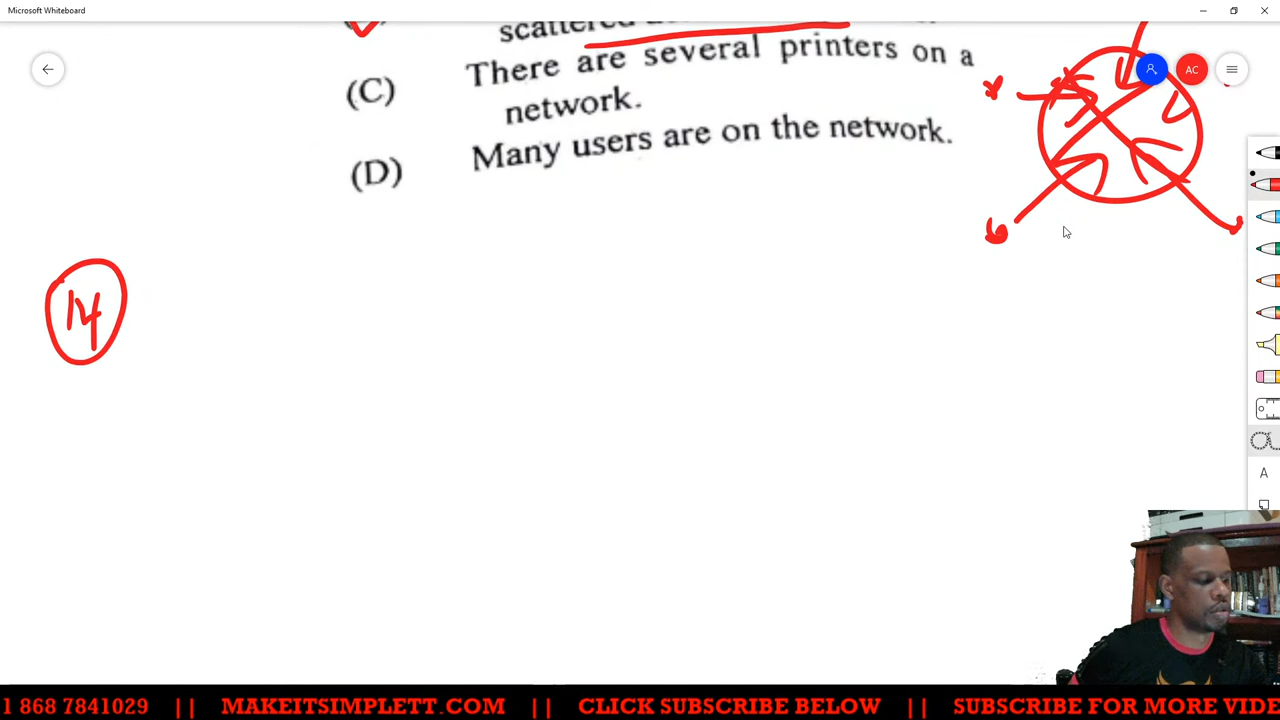 Microsoft Whiteboard
scattered
(C) There are several printers on a
network.
(D) Many users are on the network.
AC
14
A
1 868 7841029 || MAKEITSIMPLETT.COM || CLICK SUBSCRIBE BELOW || SUBSCRIBE FOR MORE VIDE